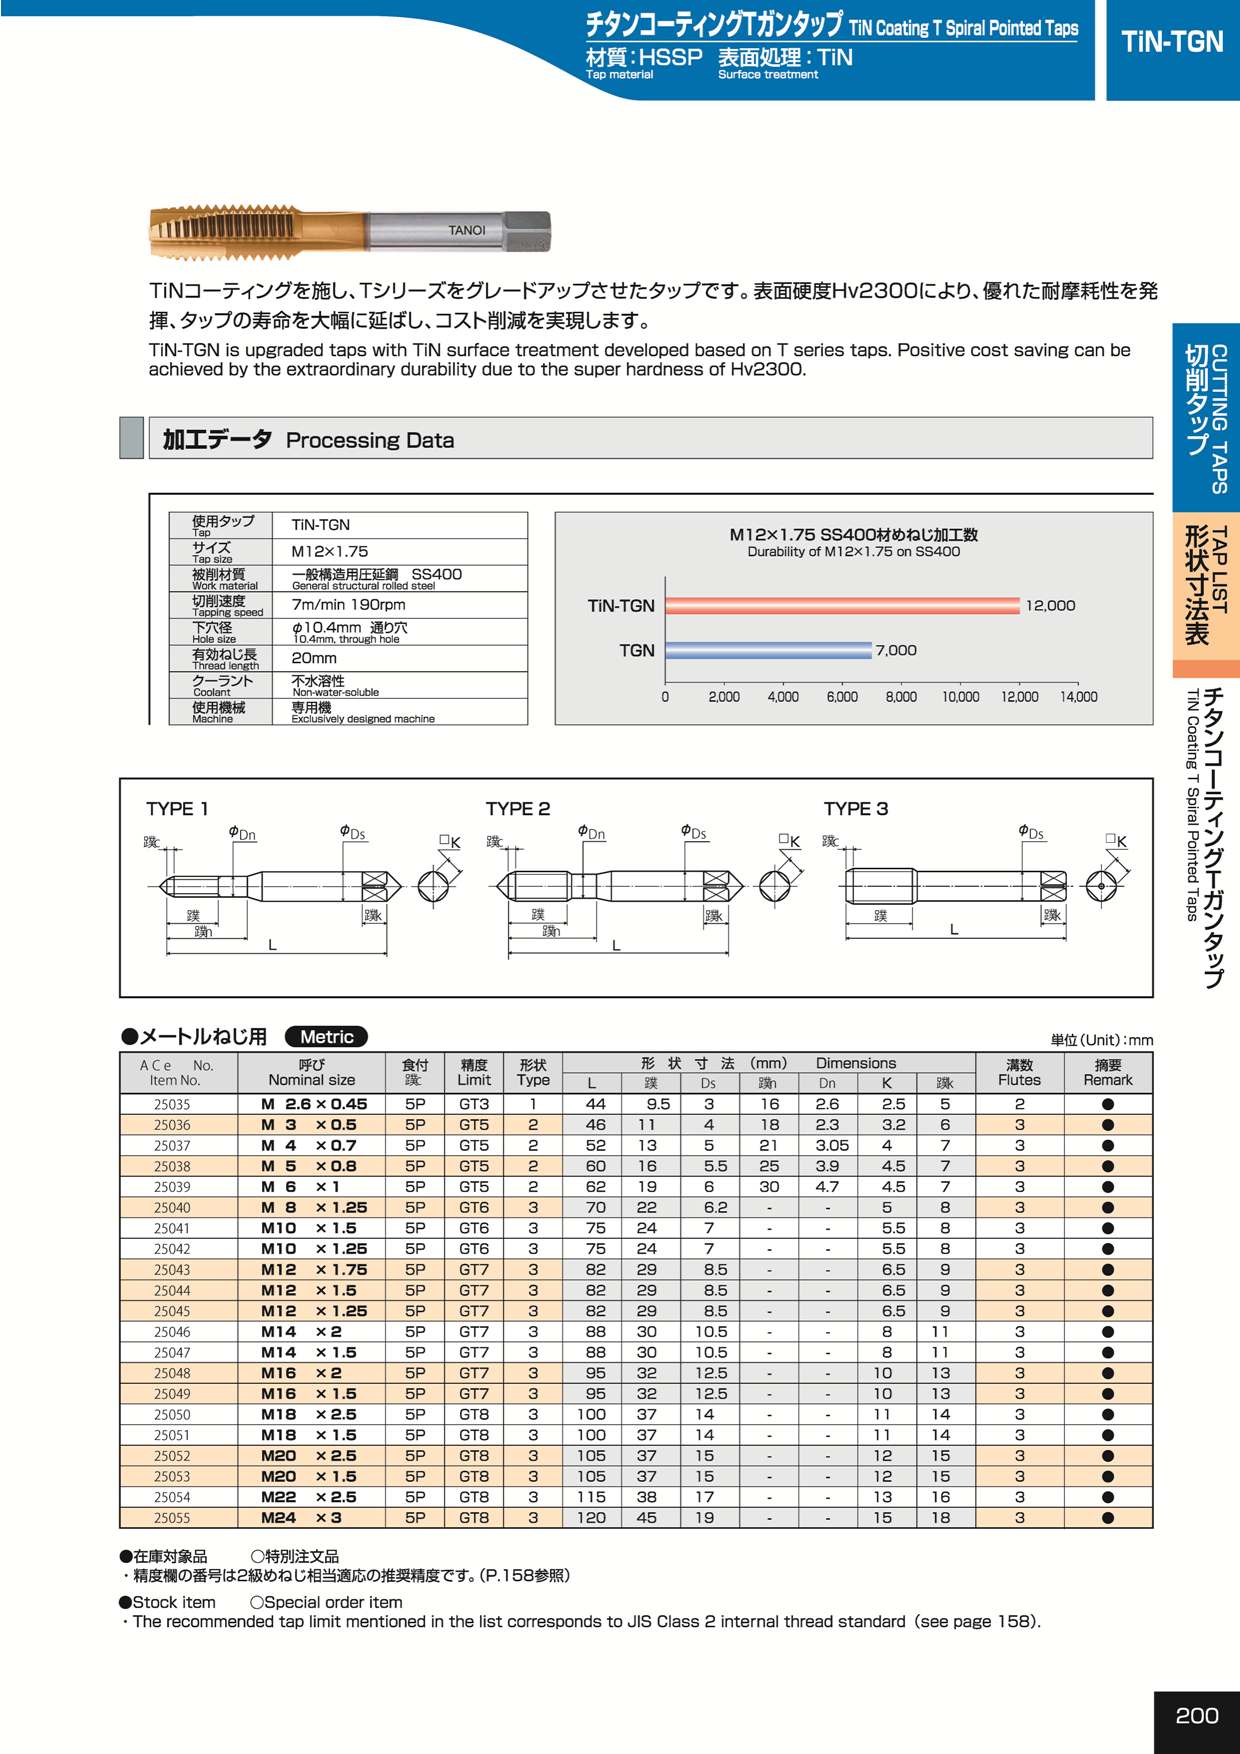 チタンコーティングTガンタップ TiN Coating T Spiral Pointed Taps
材質：HSSP 表面処理：TiN
Tap material Surface treatment
TiN-TGN
TANOI
TiNコーティングを施し、Tシリーズをグレードアップさせたタップです。表面硬度Hv2300により、優れた耐摩耗性を発
揮、タップの寿命を大幅に延ばし、コスト削減を実現します。
TiN-TGN is upgraded taps with TiN surface treatment developed based on T series taps. Positive cost saving can be
achieved by the extraordinary durability due to the super hardness of Hv2300.
加工データ Processing Data
使用タップ TiN-TGN
Tap
サイズ M12×1.75
Tap size
被削材質 一般構造用圧延鋼 SS400
Work material General structural rolled steel
切削速度 7m/min 190rpm
Tapping speed
下穴径 φ10.4mm 通り穴
Hole size 10.4mm, through hole
有効ねじ長 20mm
Thread length
クーラント 不水溶性
Coolant Non-water-soluble
使用機械 専用機
Machine Exclusively designed machine
M12×1.75 SS400材めねじ加工数
Durability of M12×1.75 on SS400
TiN-TGN 12,000
TGN 7,000
0 2,000 4,000 6,000 8,000 10,000 12,000 14,000
TYPE 1 TYPE 2 TYPE 3
φDn φDs □K φDn φDs □K φDs □K
L L L
●メートルねじ用 Metric 単位(Unit)：mm
ACe No. 呼び 食付 精度 形状 形状寸法 (mm) Dimensions 溝数 摘要
Item No. Nominal size Limit Type L Ds Dn K Flutes Remark
25035 M 2.6×0.45 5P GT3 1 44 9.5 3 16 2.6 2.5 5 2 ●
25036 M 3 ×0.5 5P GT5 2 46 11 4 18 2.3 3.2 6 3 ●
25037 M 4 ×0.7 5P GT5 2 52 13 5 21 3.05 4 7 3 ●
25038 M 5 ×0.8 5P GT5 2 60 16 5.5 25 3.9 4.5 7 3 ●
25039 M 6 ×1 5P GT5 2 62 19 6 30 4.7 4.5 7 3 ●
25040 M 8 ×1.25 5P GT6 3 70 22 6.2 - - 5 8 3 ●
25041 M10 ×1.5 5P GT6 3 75 24 7 - - 5.5 8 3 ●
25042 M10 ×1.25 5P GT6 3 75 24 7 - - 5.5 8 3 ●
25043 M12 ×1.75 5P GT7 3 82 29 8.5 - - 6.5 9 3 ●
25044 M12 ×1.5 5P GT7 3 82 29 8.5 - - 6.5 9 3 ●
25045 M12 ×1.25 5P GT7 3 82 29 8.5 - - 6.5 9 3 ●
25046 M14 ×2 5P GT7 3 88 30 10.5 - - 8 11 3 ●
25047 M14 ×1.5 5P GT7 3 88 30 10.5 - - 8 11 3 ●
25048 M16 ×2 5P GT7 3 95 32 12.5 - - 10 13 3 ●
25049 M16 ×1.5 5P GT7 3 95 32 12.5 - - 10 13 3 ●
25050 M18 ×2.5 5P GT8 3 100 37 14 - - 11 14 3 ●
25051 M18 ×1.5 5P GT8 3 100 37 14 - - 11 14 3 ●
25052 M20 ×2.5 5P GT8 3 105 37 15 - - 12 15 3 ●
25053 M20 ×1.5 5P GT8 3 105 37 15 - - 12 15 3 ●
25054 M22 ×2.5 5P GT8 3 115 38 17 - - 13 16 3 ●
25055 M24 ×3 5P GT8 3 120 45 19 - - 15 18 3 ●
●在庫対象品 ○特別注文品
・精度欄の番号は2級めねじ相当適応の推奨精度です。(P.158参照)
●Stock item ○Special order item
・The recommended tap limit mentioned in the list corresponds to JIS Class 2 internal thread standard (see page 158).
切削タップ CUTTING TAPS
形状寸法表 TAP LIST
チタンコーティングTガンタップ
TiN Coating T Spiral Pointed Taps
200